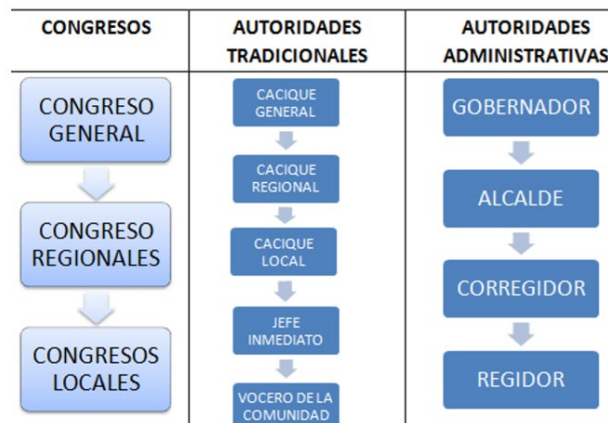 CONGRESOS
AUTORIDADES
TRADICIONALES
AUTORIDADES
ADMINISTRATIVAS
CONGRESO
GENERAL
CONGRESO
REGIONALES
CONGRESOS
LOCALES
CACIQUE
GENERAL
CACIQUE
REGIONAL
CACIQUE
LOCAL
JEFE
INMEDIATO
VOCERO DE LA
COMUNIDAD
GOBERNADOR
ALCALDE
CORREGIDOR
REGIDOR